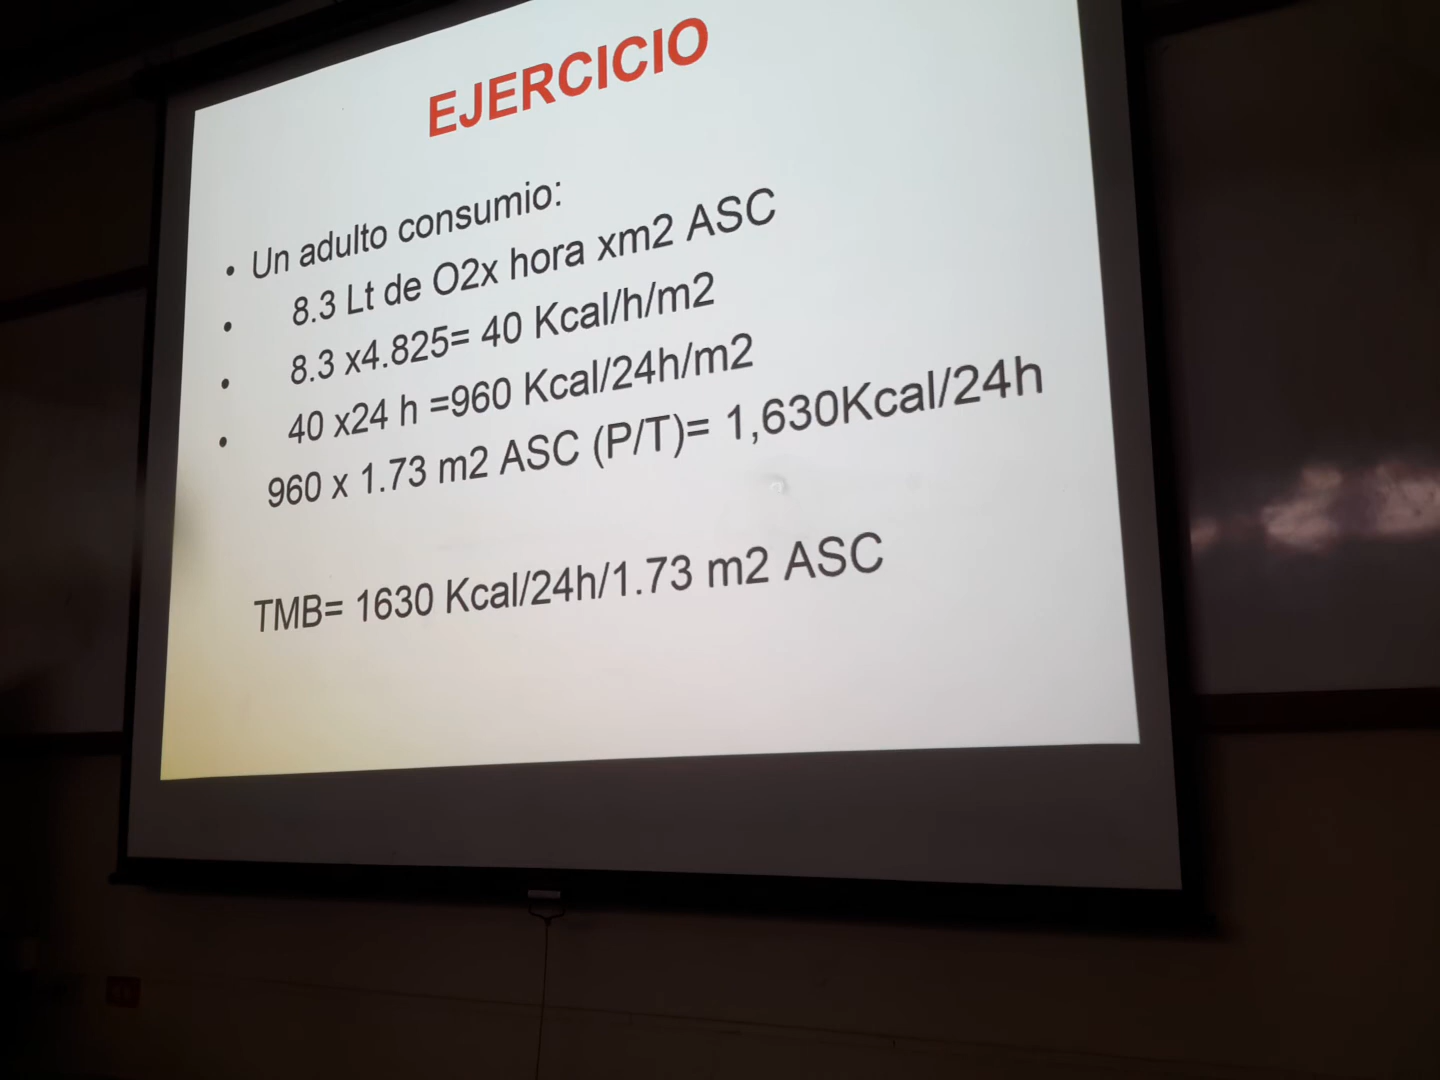 EJERCICIO
• Un adulto consumio:
• 8.3 Lt de O2x hora xm2 ASC
• 8.3 x4.825= 40 Kcal/h/m2
• 40 x24 h =960 Kcal/24h/m2
960 x 1.73 m2 ASC (P/T)= 1,630Kcal/24h
TMB= 1630 Kcal/24h/1.73 m2 ASC